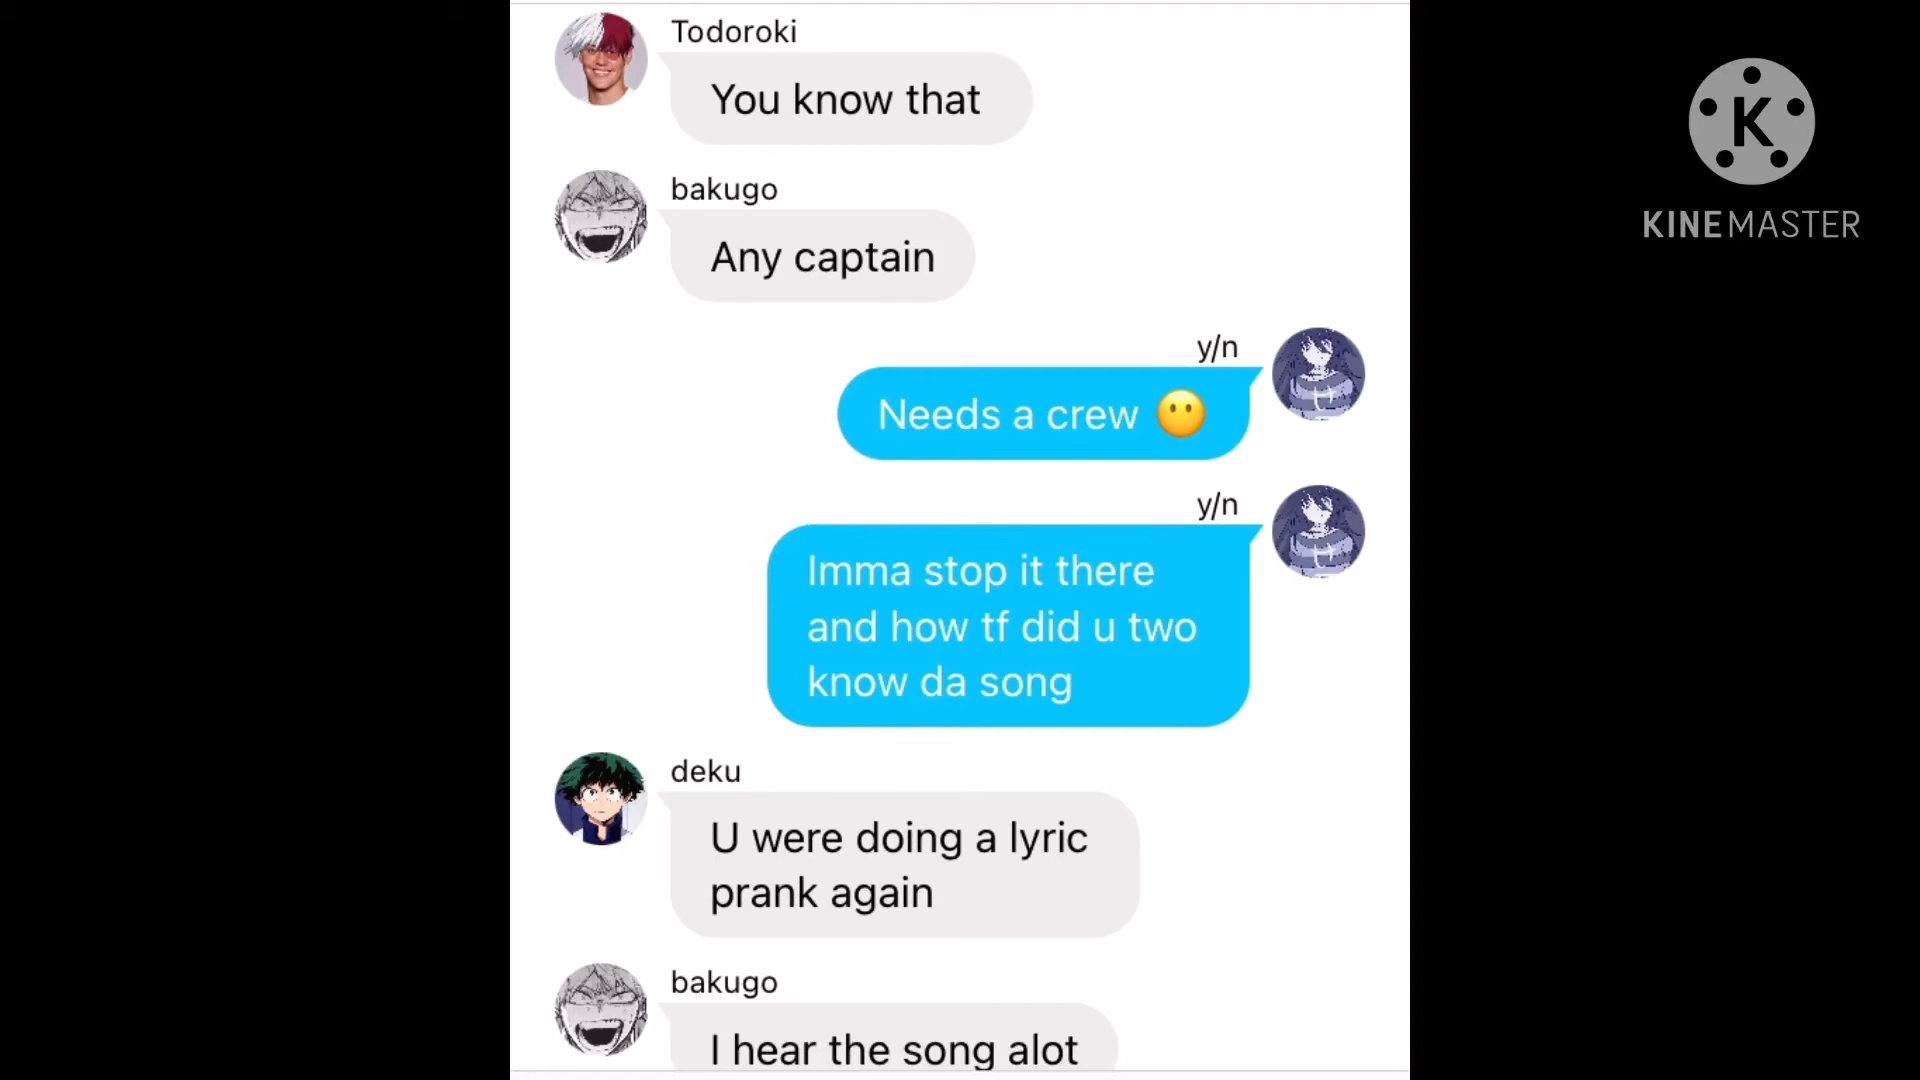 Todoroki
You know that
bakugo
Any captain
y/n
Needs a crew 😶
y/n
Imma stop it there
and how tf did u two
know da song
deku
U were doing a lyric
prank again
bakugo
I hear the song alot
K
KINEMASTER